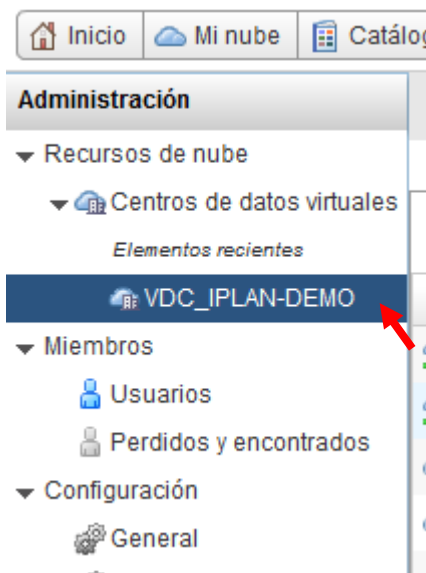 Inicio Mi nube
Administración
Recursos de nube
Centros de datos virtuales
Elementos recientes
VDC_IPLAN-DEMO
Miembros
Usuarios
Perdidos y encontrados
Configuración
General